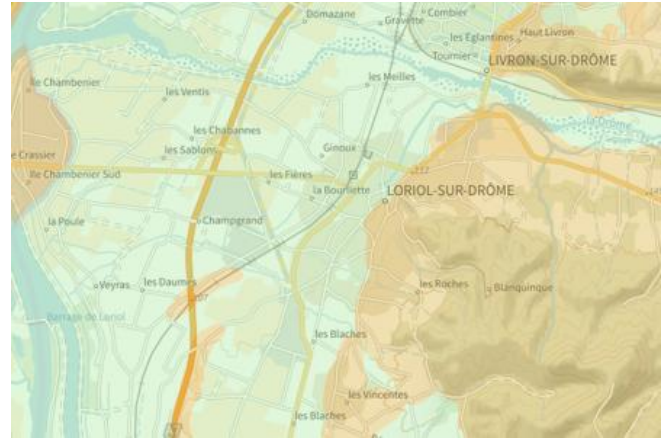 Domazane
Gravette
Combier
les Eglantines
Haut Livron
Tournier
LIVRON-SUR-DRÔME
Ile Chambenier
les Ventis
les Meilles
la Drôme
les Chabannes
les Sablons
Ginoux
e Crassier
Ile Chambenier Sud
les Fières
la Bourliette
LORIOL-SUR-DRÔME
la Poule
Champgrand
Veyras
les Daumes
les Roches
Blanquinque
Barrage de Loriol
les Blaches
les Vincentes
les Blaches